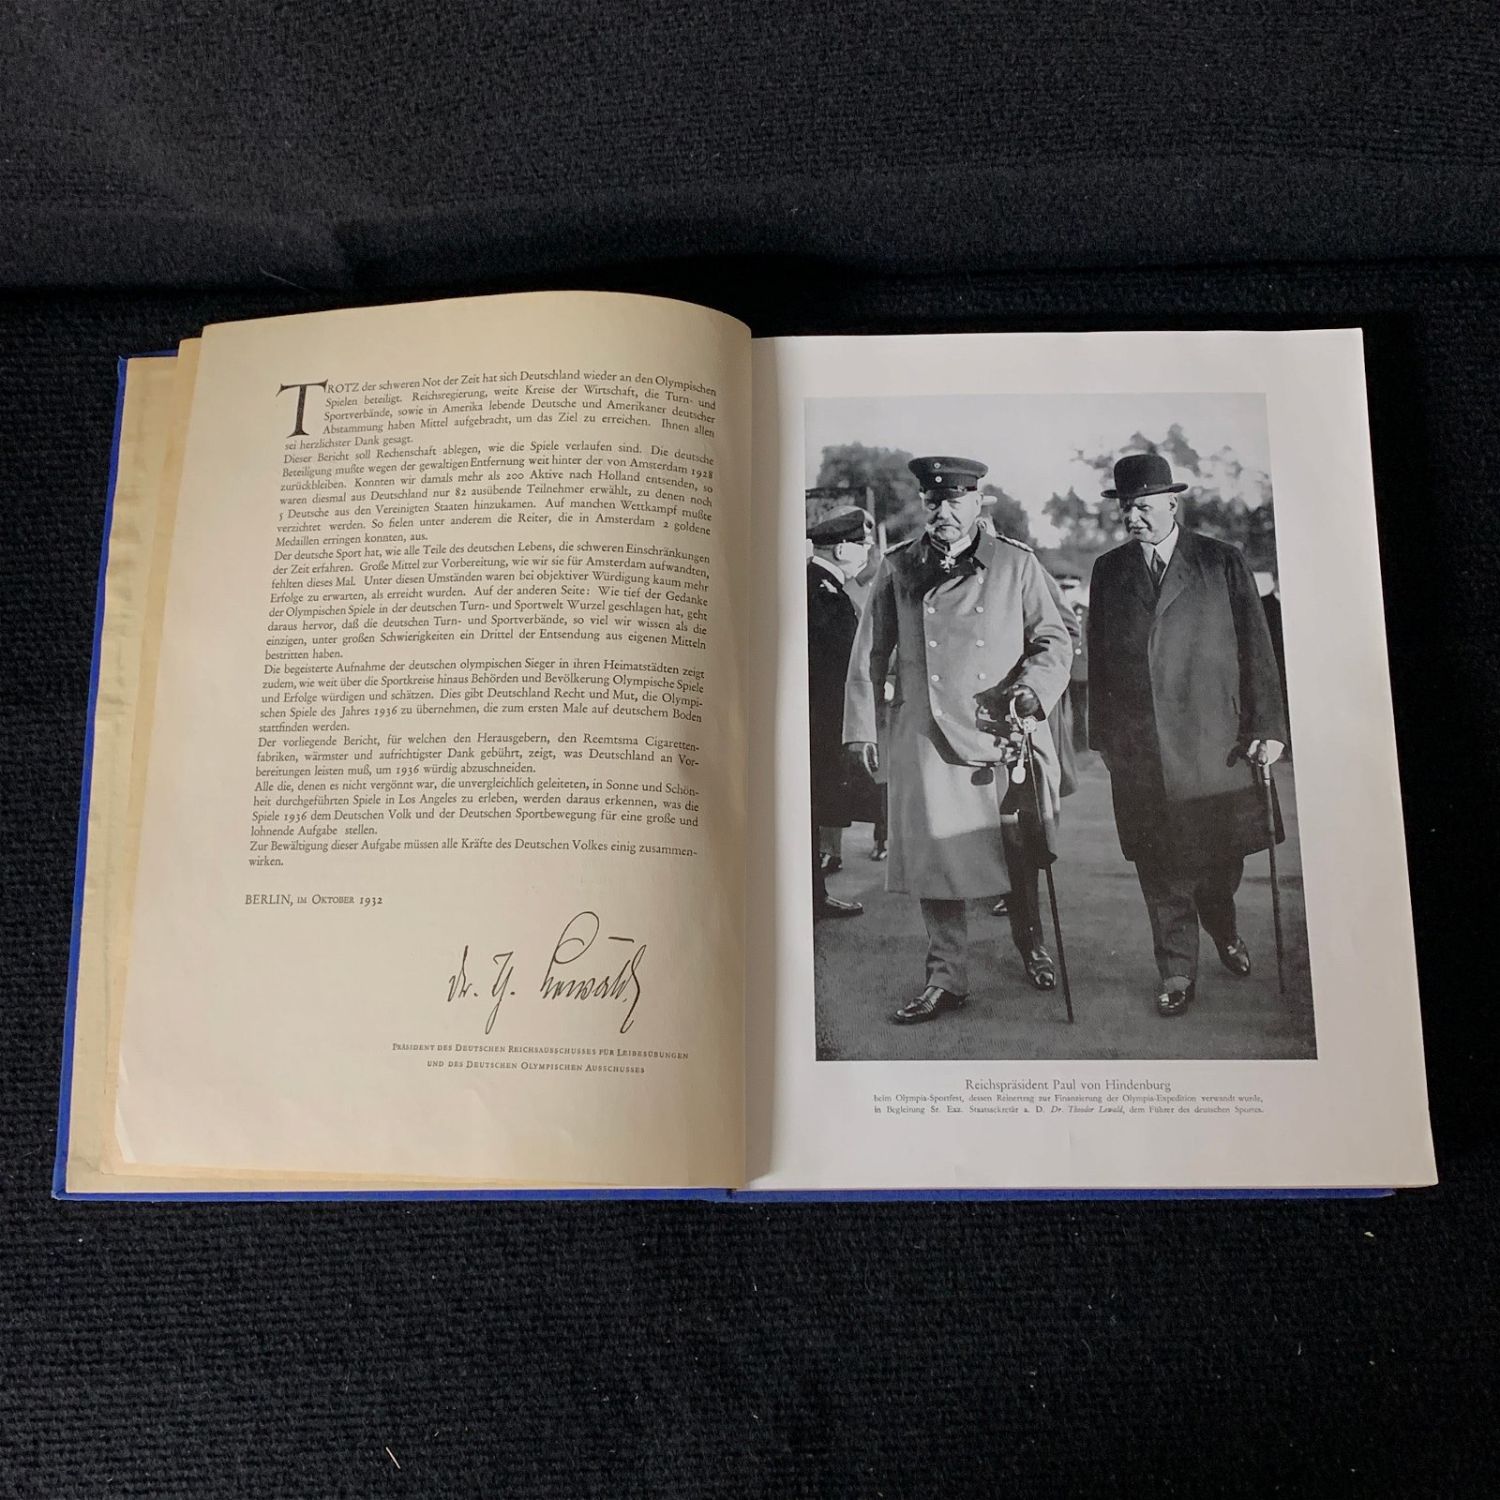 TROTZ der schweren Not der Zeit hat sich Deutschland wieder an den Olympischen
Spielen beteiligt. Reichsregierung, weite Kreise der Wirtschaft, die Turn- und
Sportverbände, sowie in Amerika lebende Deutsche und Amerikaner deutscher
Abstammung haben Mittel aufgebracht, um das Ziel zu erreichen. Ihnen allen
sei herzlichster Dank gesagt.
Dieser Bericht soll Rechenschaft ablegen, wie die Spiele verlaufen sind. Die deutsche
Beteiligung mußte wegen der gewaltigen Entfernung weit hinter der von Amsterdam 1928
zurückbleiben. Konnten wir damals mehr als 200 Aktive nach Holland entsenden, so
waren diesmal aus Deutschland nur 82 ausübende Teilnehmer erwählt, zu denen noch
5 Deutsche aus den Vereinigten Staaten hinzukamen. Auf manchen Wettkampf mußte
verzichtet werden. So fielen unter anderem die Reiter, die in Amsterdam 2 goldene
Medaillen erringen konnten, aus.
Der deutsche Sport hat, wie alle Teile des deutschen Lebens, die schweren Einschränkungen
der Zeit erfahren. Große Mittel zur Vorbereitung, wie wir sie für Amsterdam aufwandten,
fehlten dieses Mal. Unter diesen Umständen waren bei objektiver Würdigung kaum mehr
Erfolge zu erwarten, als erreicht wurden. Auf der anderen Seite: Wie tief der Gedanke
der Olympischen Spiele in der deutschen Turn- und Sportwelt Wurzel geschlagen hat, geht
daraus hervor, daß die deutschen Turn- und Sportverbände, so viel wir wissen als die
einzigen, unter großen Schwierigkeiten ein Drittel der Entsendung aus eigenen Mitteln
bestritten haben.
Die begeisterte Aufnahme der deutschen olympischen Sieger in ihren Heimatstädten zeigt
zudem, wie weit über die Sportkreise hinaus Behörden und Bevölkerung Olympische Spiele
und Erfolge würdigen und schätzen. Dies gibt Deutschland Recht und Mut, die Olympi-
schen Spiele des Jahres 1936 zu übernehmen, die zum ersten Male auf deutschem Boden
stattfinden werden.
Der vorliegende Bericht, für welchen den Herausgebern, den Reemtsma Cigaretten-
fabriken, wärmster und aufrichtigster Dank gebührt, zeigt, was Deutschland an Vor-
bereitungen leisten muß, um 1936 würdig abzuschneiden.
Alle die, denen es nicht vergönnt war, die unvergleichlich geleiteten, in Sonne und Schön-
heit durchgeführten Spiele in Los Angeles zu erleben, werden daraus erkennen, was die
Spiele 1936 dem Deutschen Volk und der Deutschen Sportbewegung für eine große und
lohnende Aufgabe stellen.
Zur Bewältigung dieser Aufgabe müssen alle Kräfte des Deutschen Volkes einig zusammen-
wirken.
BERLIN, IM OKTOBER 1932
Dr. Th. Lewald
PRÄSIDENT DES DEUTSCHEN REICHSAUSSCHUSSES FÜR LEIBESÜBUNGEN
UND DES DEUTSCHEN OLYMPISCHEN AUSSCHUSSES
Reichspräsident Paul von Hindenburg
beim Olympia-Sportfest, dessen Reinertrag zur Finanzierung der Olympia-Expedition verwandt wurde,
in Begleitung Sr. Exz. Staatssekretär a. D. Dr. Theodor Lewald, dem Führer des deutschen Sportes.